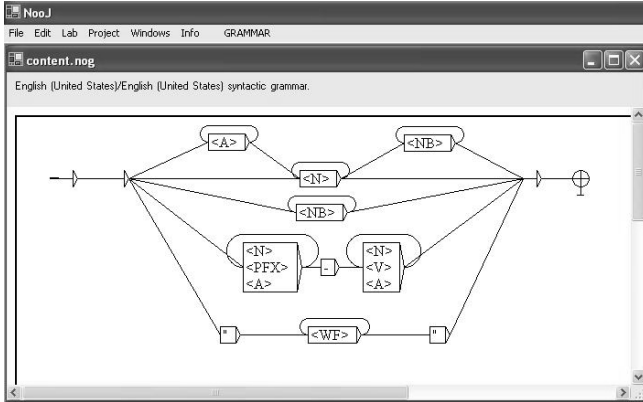 NooJ
File Edit Lab Project Windows Info GRAMMAR
content.nog
English (United States)/English (United States) syntactic grammar.
<A>
<NB>
<N>
<NB>
<N>
<PFX>
<A>
-
<N>
<V>
<A>
"
<WF>
"